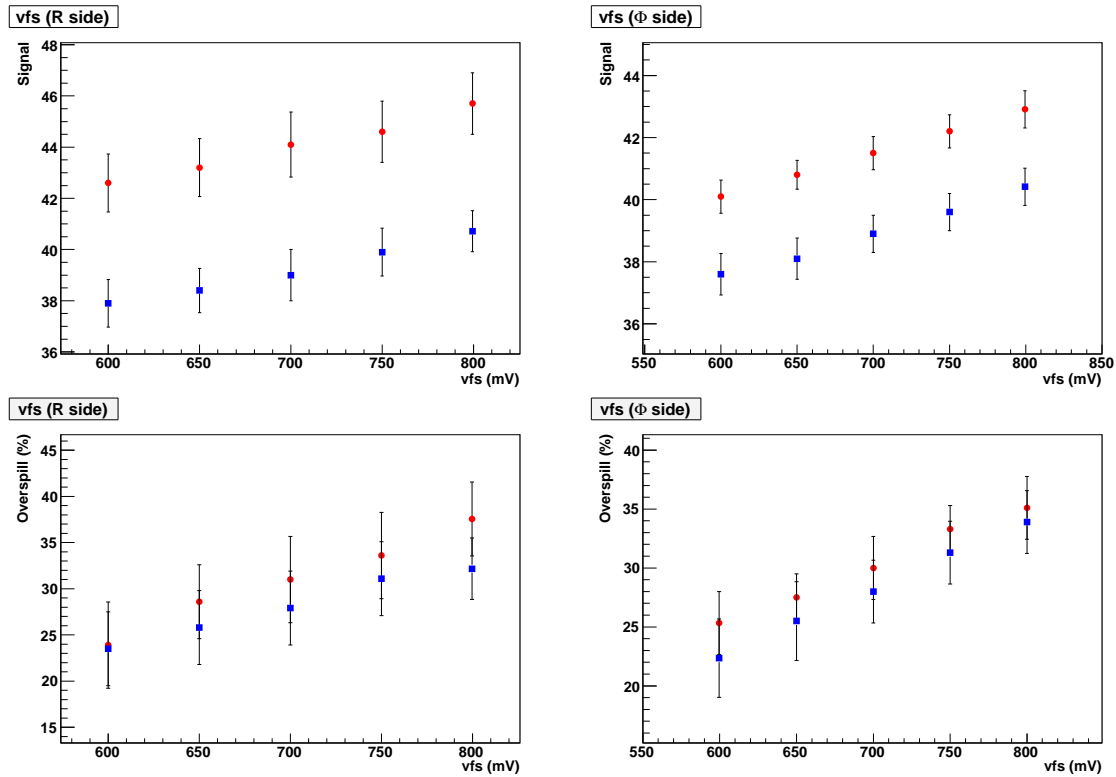 vfs (R side)
Signal
48
46
44
42
40
38
36
600 650 700 750 800
vfs (mV)
vfs (Φ side)
Signal
44
42
40
38
36
550 600 650 700 750 800 850
vfs (mV)
vfs (R side)
Overspill (%)
45
40
35
30
25
20
15
600 650 700 750 800
vfs (mV)
vfs (Φ side)
Overspill (%)
40
35
30
25
20
550 600 650 700 750 800
vfs (mV)